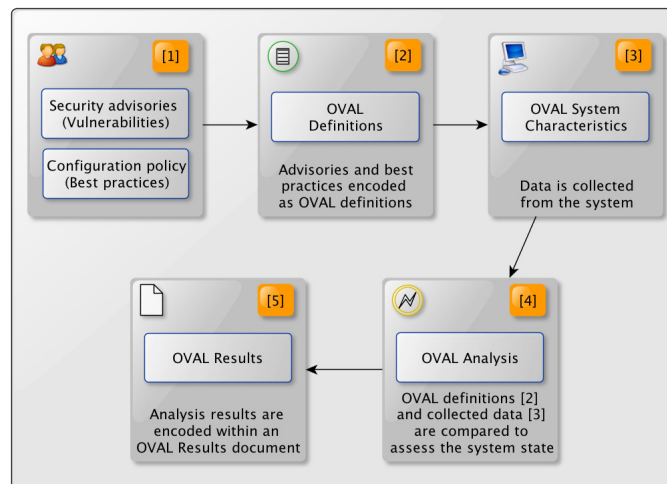 [1]
Security advisories
(Vulnerabilities)
Configuration policy
(Best practices)
[2]
OVAL
Definitions
Advisories and best
practices encoded
as OVAL definitions
[3]
OVAL System
Characteristics
Data is collected
from the system
[4]
OVAL Analysis
OVAL definitions [2]
and collected data [3]
are compared to
assess the system state
[5]
OVAL Results
Analysis results are
encoded within an
OVAL Results document